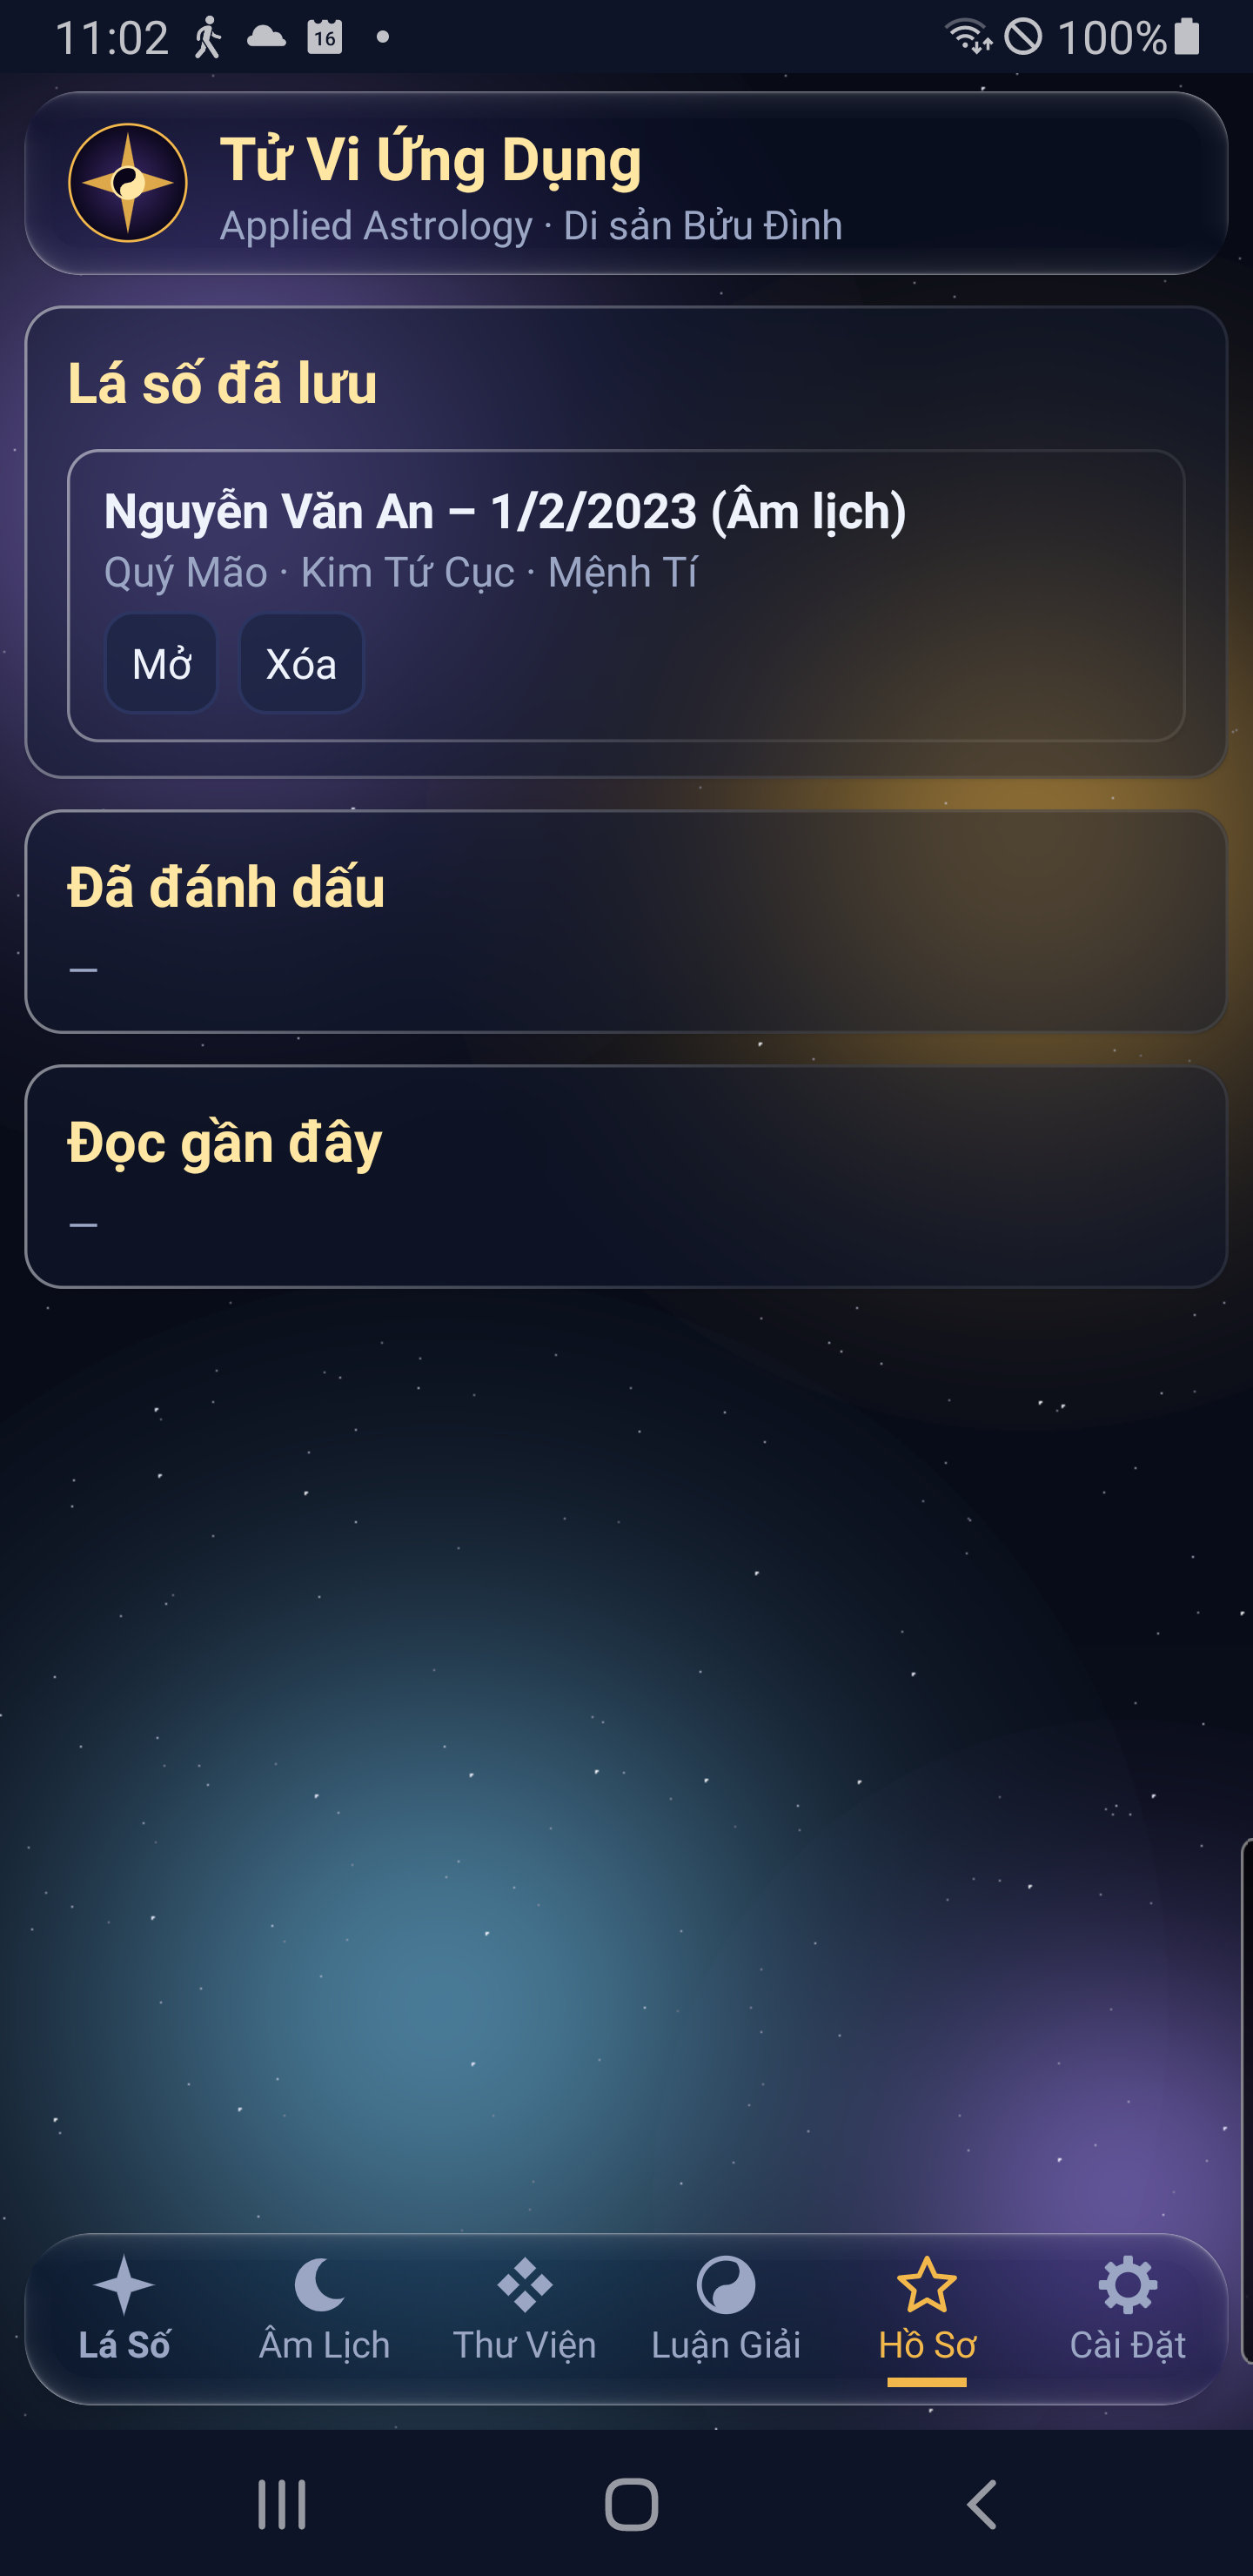 11:02
16
100%
Tử Vi Ứng Dụng
Applied Astrology · Di sản Bửu Đình
Lá số đã lưu
Nguyễn Văn An – 1/2/2023 (Âm lịch)
Quý Mão · Kim Tứ Cục · Mệnh Tí
Mở
Xóa
Đã đánh dấu
—
Đọc gần đây
—
Lá Số
Âm Lịch
Thư Viện
Luận Giải
Hồ Sơ
Cài Đặt